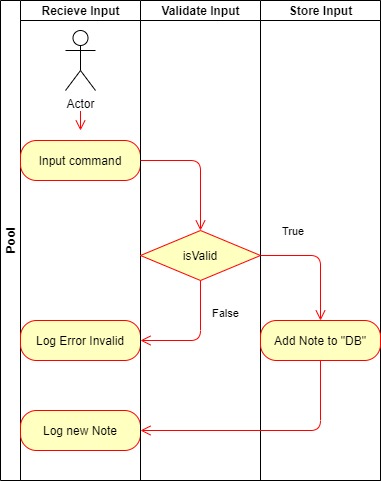 Recieve Input
Validate Input
Store Input
Pool
Actor
Input command
isValid
True
False
Log Error Invalid
Add Note to "DB"
Log new Note